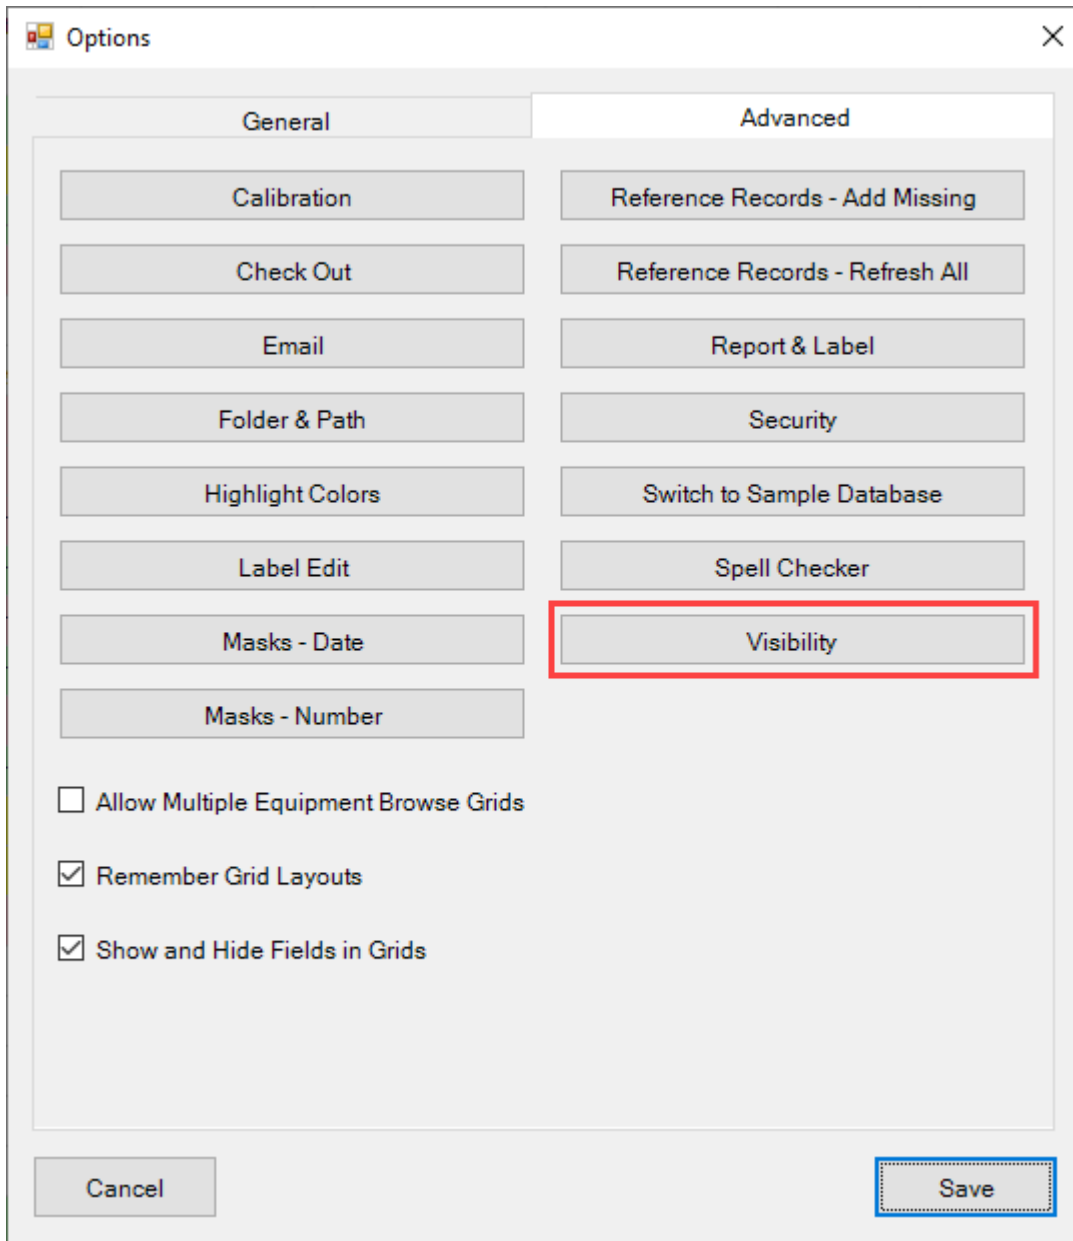 Options
General
Advanced
Calibration
Reference Records - Add Missing
Check Out
Reference Records - Refresh All
Email
Report & Label
Folder & Path
Security
Highlight Colors
Switch to Sample Database
Label Edit
Spell Checker
Masks - Date
Visibility
Masks - Number
Allow Multiple Equipment Browse Grids
Remember Grid Layouts
Show and Hide Fields in Grids
Cancel
Save